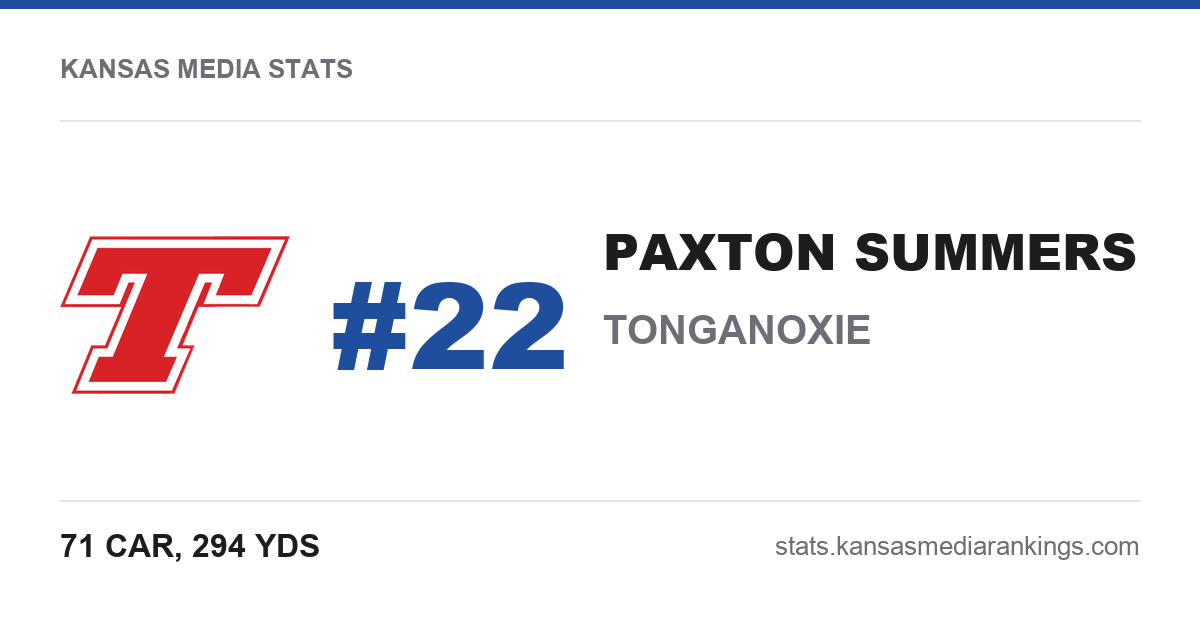 KANSAS MEDIA STATS
T
#22
PAXTON SUMMERS
TONGANOXIE
71 CAR, 294 YDS
stats.kansasmediarankings.com